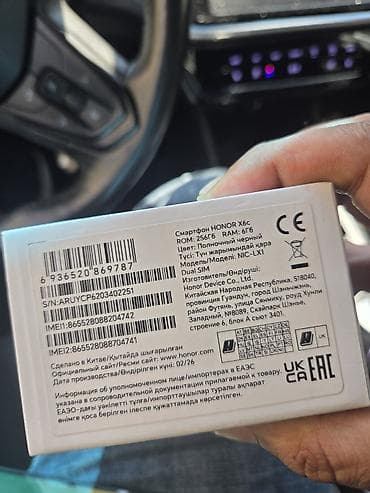 6 936520 869787
S/N:ARUYCP6203402251
IMEI1:865528088204742
IMEI2:865528088704741
Смартфон HONOR X6c
ROM: 256Гб RAM: 6Гб
Цвет: Полночный черный
Түсі: Түн жарымындай қара
Модель/Моделі: NIC-LX1
Dual SIM
Изготовитель/Өндіруші:
Honor Device Co., Ltd.
Китайская Народная Республика, 518040,
провинция Гуандун, город Шэньчжэнь,
район Футянь, улица Сянмиху, роуд Хунли
Западный, №8089, Скайпарк Шэнье,
строение 6, блок А сьют 3401.
CE
Сделано в Китае/Қытайда шығарылған
Официальный сайт/Ресми сайт: www.honor.com
Дата производства/Өндірілген күні: 02/26
Информация об уполномоченном лице/импортерах в ЕАЭС
указана в сопроводительной документации прилагаемой к товару.
ЕАЭО-дағы уәкілетті тұлға/импорттаушылар туралы ақпарат
өнімге қоса берілген ілеспе құжаттамада көрсетілген.
UK
CA
EAC